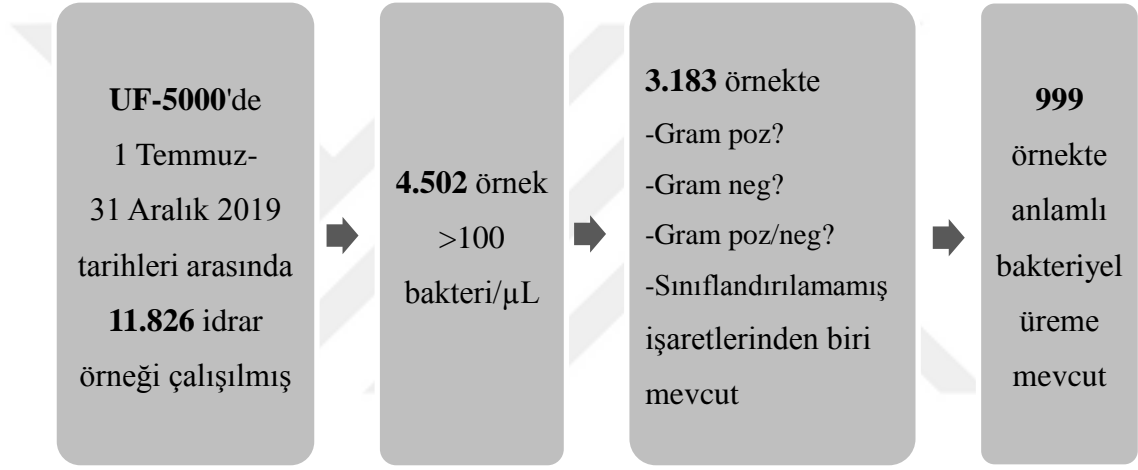 UF-5000'de
1 Temmuz-
31 Aralık 2019
tarihleri arasında
11.826 idrar
örneği çalışılmış
4.502 örnek
>100
bakteri/µL
3.183 örnekte
-Gram poz?
-Gram neg?
-Gram poz/neg?
-Sınıflandırılamamış
işaretlerinden biri
mevcut
999
örnekte
anlamlı
bakteriyel
üreme
mevcut